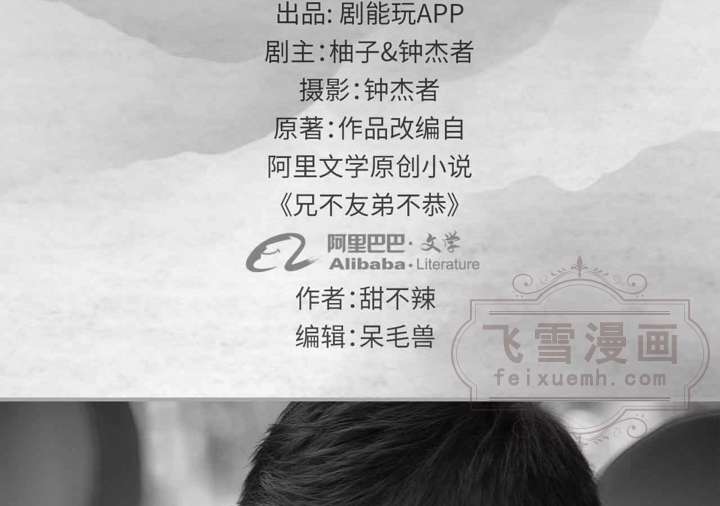 出品: 剧能玩APP
剧主:柚子&钟杰者
摄影:钟杰者
原著:作品改编自
阿里文学原创小说
《兄不友弟不恭》
阿里巴巴·文学
Alibaba·Literature
作者:甜不辣
编辑:呆毛兽
飞雪漫画
feixuemh.com